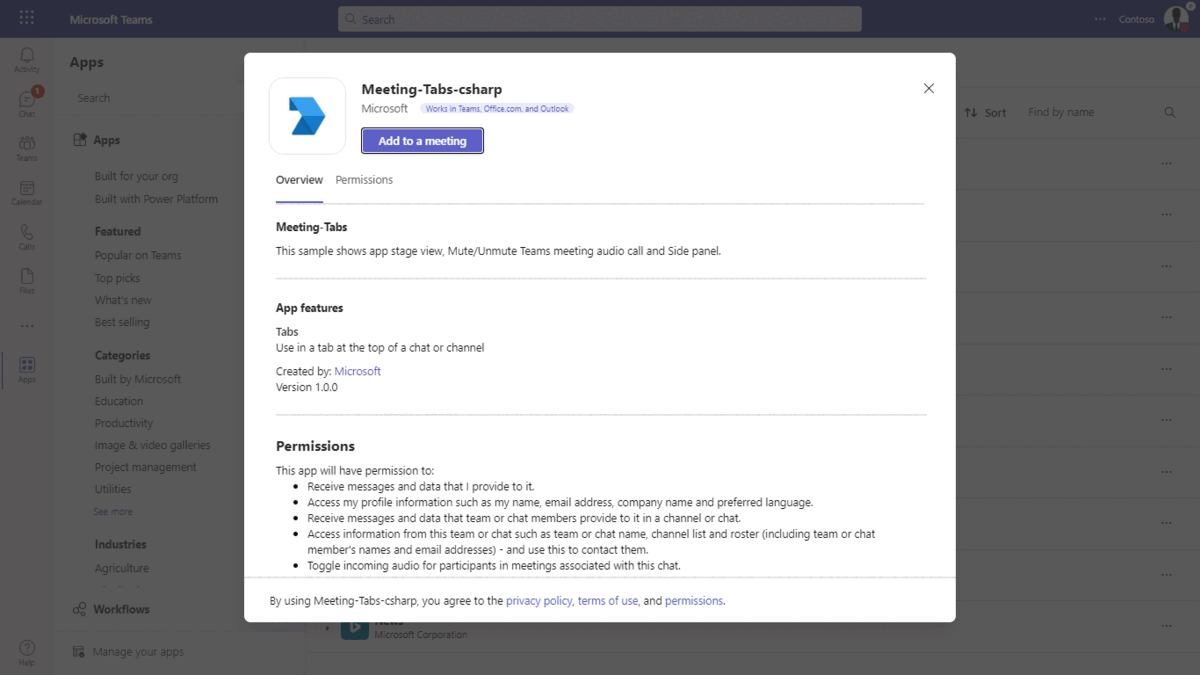 Microsoft Teams
Search
Contoso
Activity
1
Chat
Teams
Calendar
Calls
Files
Apps
Help
Apps
Search
Apps
Built for your org
Built with Power Platform
Featured
Popular on Teams
Top picks
What's new
Best selling
Categories
Built by Microsoft
Education
Productivity
Image & video galleries
Project management
Utilities
See more
Industries
Agriculture
Workflows
Manage your apps
Sort
Find by name
Meeting-Tabs-csharp
Microsoft
Works in Teams, Office.com, and Outlook
Add to a meeting
Overview
Permissions
Meeting-Tabs
This sample shows app stage view, Mute/Unmute Teams meeting audio call and Side panel.
App features
Tabs
Use in a tab at the top of a chat or channel
Created by: Microsoft
Version 1.0.0
Permissions
This app will have permission to:
• Receive messages and data that I provide to it.
• Access my profile information such as my name, email address, company name and preferred language.
• Receive messages and data that team or chat members provide to it in a channel or chat.
• Access information from this team or chat such as team or chat name, channel list and roster (including team or chat
member's names and email addresses) - and use this to contact them.
• Toggle incoming audio for participants in meetings associated with this chat.
By using Meeting-Tabs-csharp, you agree to the privacy policy, terms of use, and permissions.
News
Microsoft Corporation